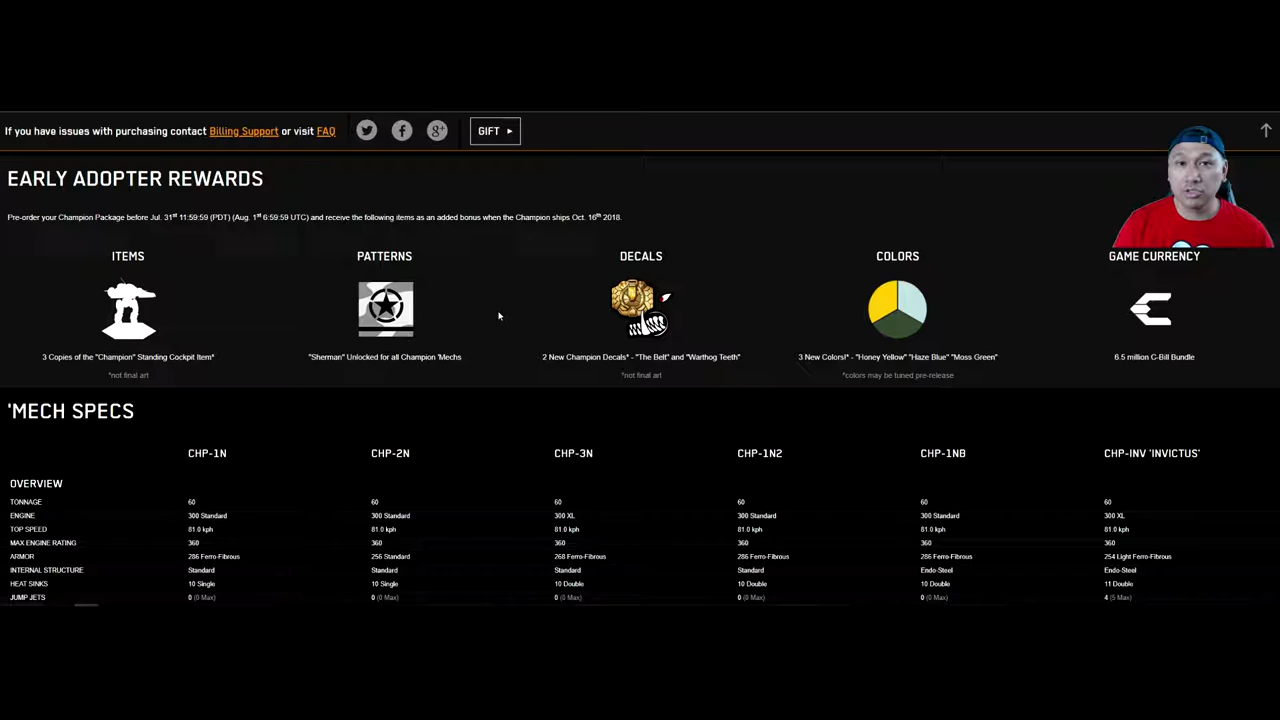 If you have issues with purchasing contact Billing Support or visit FAQ
GIFT
EARLY ADOPTER REWARDS
Pre-order your Champion Package before Jul. 31st 11:59:59 (PDT) (Aug. 1st 6:59:59 UTC) and receive the following items as an added bonus when the Champion ships Oct. 16th 2018.
ITEMS PATTERNS DECALS COLORS GAME CURRENCY
3 Copies of the "Champion" Standing Cockpit Item* "Sherman" Unlocked for all Champion 'Mechs 2 New Champion Decals* - "The Belt" and "Warthog Teeth" 3 New Colors!* - "Honey Yellow" "Haze Blue" "Moss Green" 6.5 million C-Bill Bundle
*not final art *not final art *colors may be tuned pre-release
'MECH SPECS
CHP-1N CHP-2N CHP-3N CHP-1N2 CHP-1NB CHP-INV 'INVICTUS'
OVERVIEW
TONNAGE 60 60 60 60 60 60
ENGINE 300 Standard 300 Standard 300 XL 300 Standard 300 Standard 300 XL
TOP SPEED 81.0 kph 81.0 kph 81.0 kph 81.0 kph 81.0 kph 81.0 kph
MAX ENGINE RATING 360 360 360 360 360 360
ARMOR 286 Ferro-Fibrous 256 Standard 268 Ferro-Fibrous 286 Ferro-Fibrous 286 Ferro-Fibrous 254 Light Ferro-Fibrous
INTERNAL STRUCTURE Standard Standard Standard Standard Endo-Steel Endo-Steel
HEAT SINKS 10 Single 10 Single 10 Double 10 Double 10 Double 11 Double
JUMP JETS 0 (0 Max) 0 (0 Max) 0 (0 Max) 0 (0 Max) 0 (0 Max) 4 (5 Max)